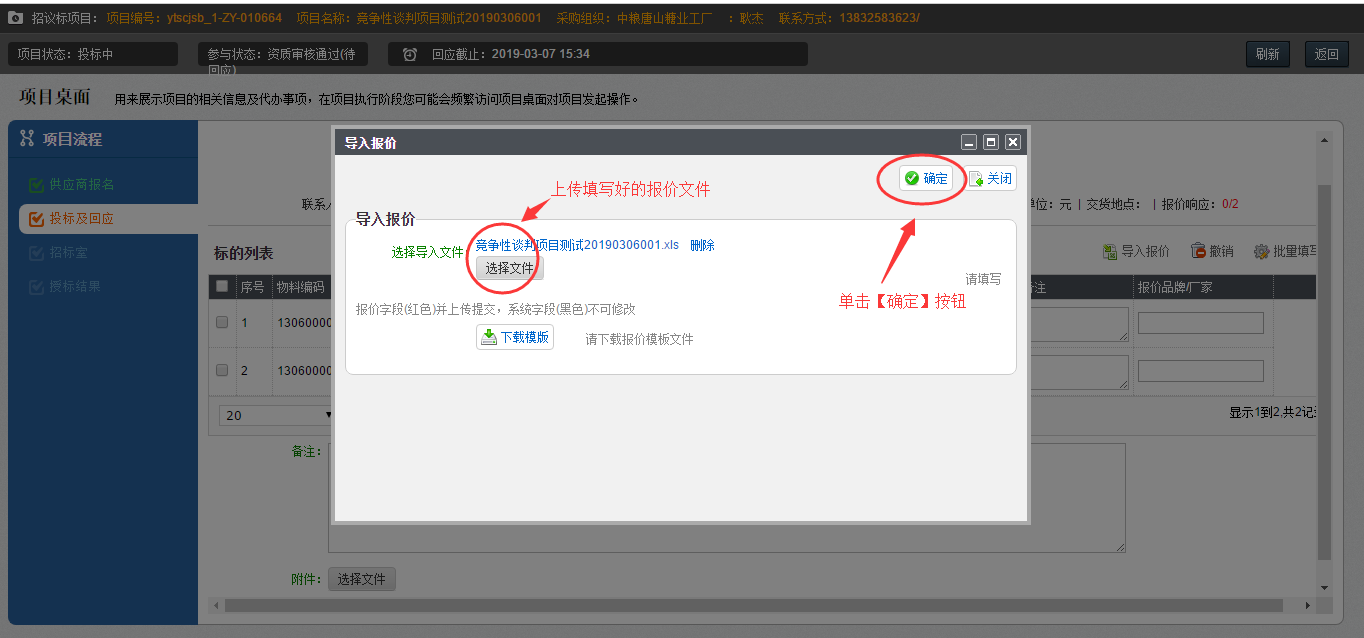 招议标项目： 项目编号：ytscjsb_1-ZY-010664 项目名称：竞争性谈判项目测试20190306001 采购组织：中粮唐山糖业工厂 ：耿杰 联系方式：13832583623/
项目状态：投标中 参与状态：资质审核通过(待回应) 回应截止：2019-03-07 15:34 刷新 返回
项目桌面 用来展示项目的相关信息及代办事项，在项目执行阶段您可能会频繁访问项目桌面对项目发起操作。
项目流程
供应商报名
投标及回应
招标室
授标结果
导入报价
确定 关闭
上传填写好的报价文件
联系人 单位：元 | 交货地点： | 报价响应：0/2
导入报价
选择导入文件 竞争性谈判项目测试20190306001.xls 删除
选择文件
请填写
报价字段(红色)并上传提交，系统字段(黑色)不可修改
下载模版 请下载报价模板文件
单击【确定】按钮
标的列表 导入报价 撤销 批量填写
序号 物料编码 注 报价品牌/厂家
1 13060000
2 13060000
20 显示1到2,共2记
备注：
附件： 选择文件